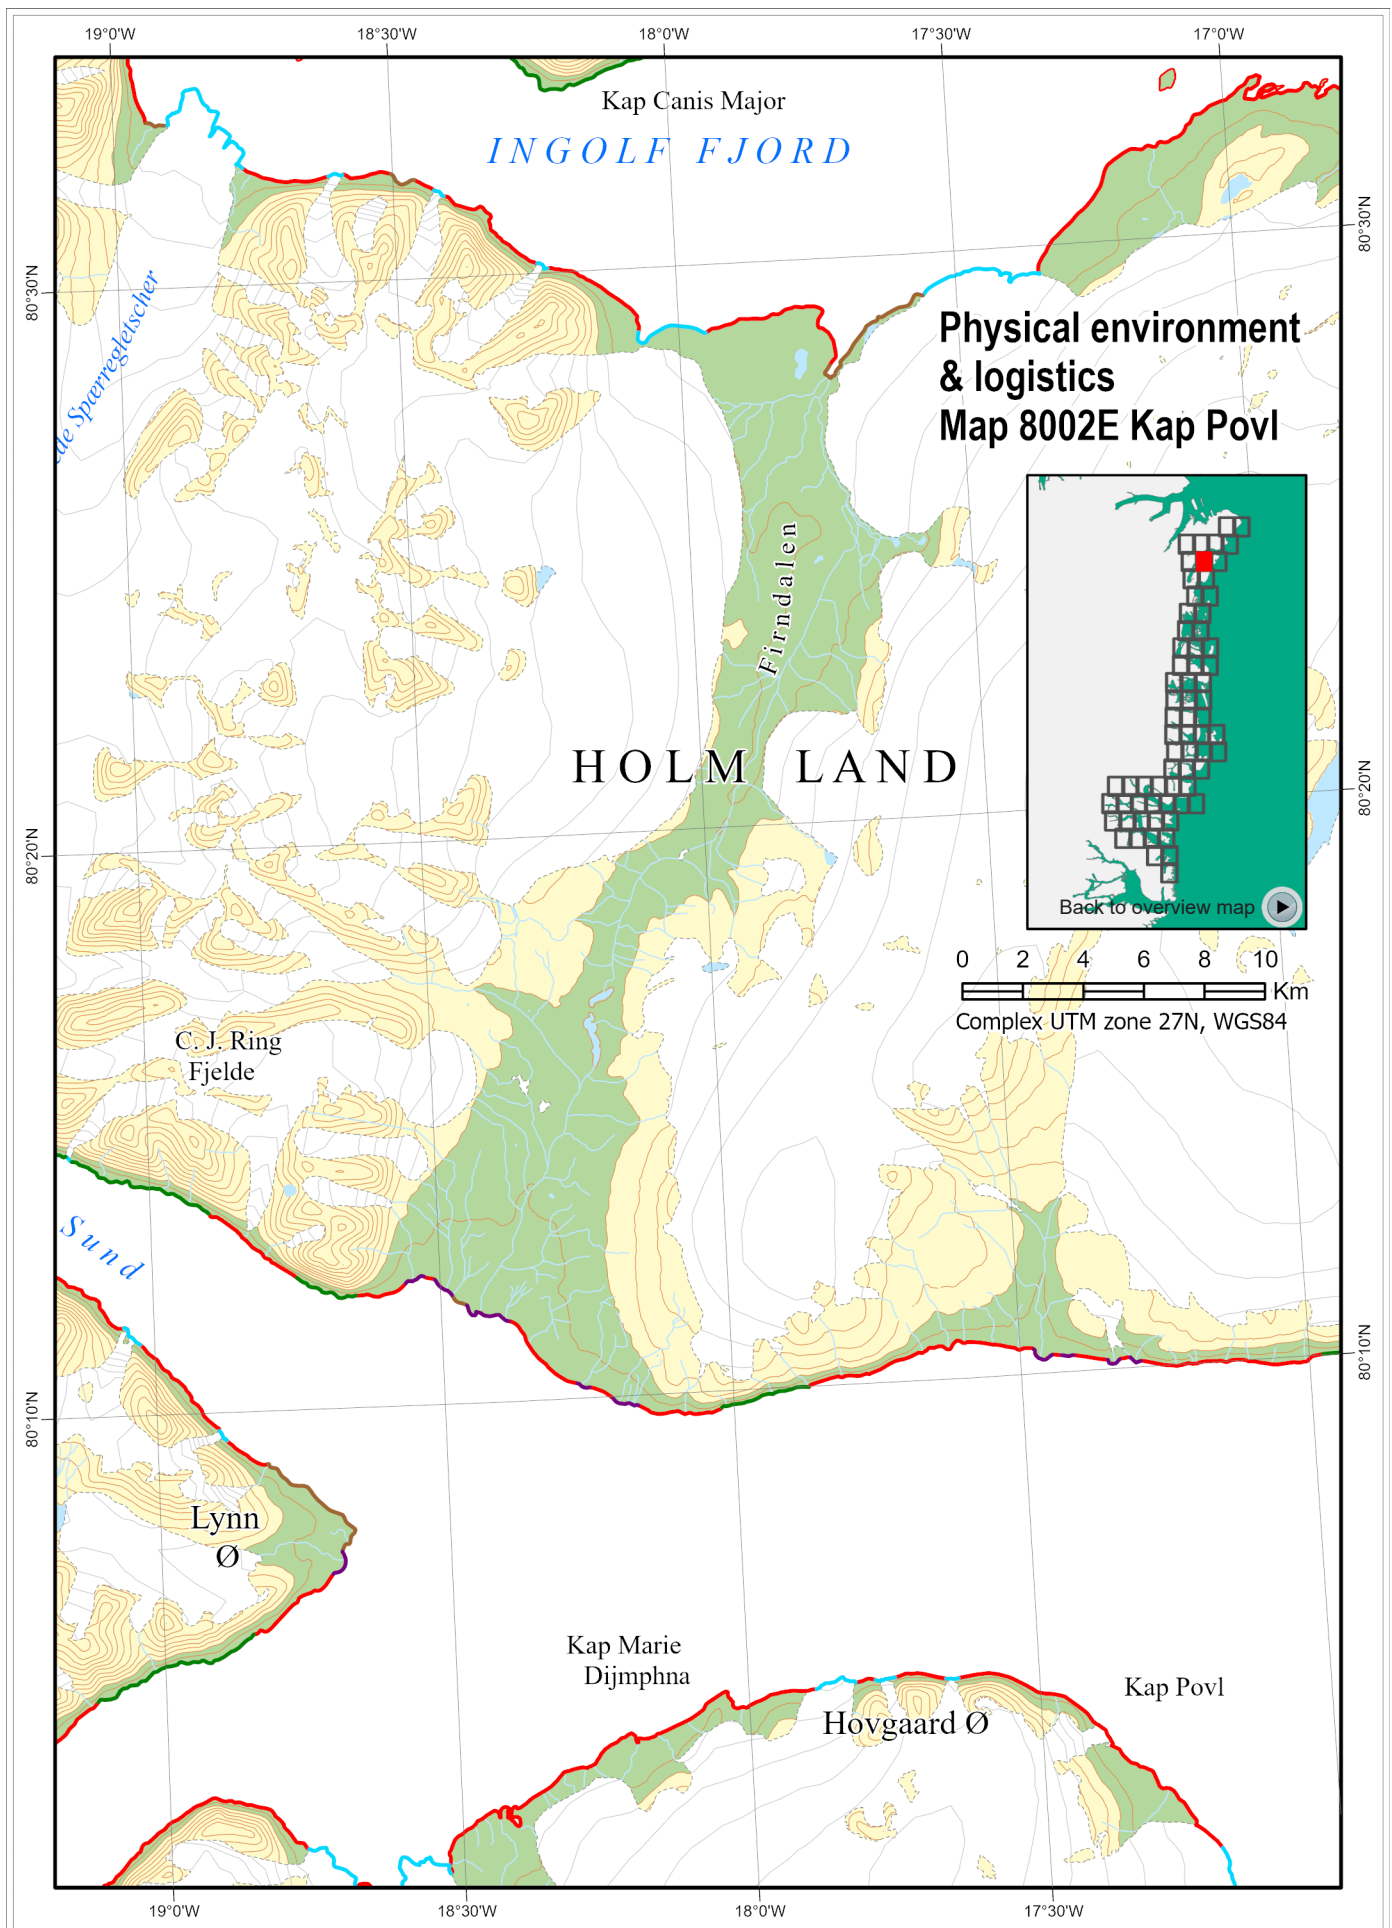 19°0'W
18°30'W
18°0'W
17°30'W
17°0'W
Kap Canis Major
INGOLF FJORD
80°30'N
80°30'N
Spærregletscher
Physical environment
& logistics
Map 8002E Kap Povl
Firndalen
HOLM LAND
80°20'N
80°20'N
Back to overview map
0 2 4 6 8 10
Km
Complex UTM zone 27N, WGS84
C. J. Ring
Fjelde
Sund
80°10'N
80°10'N
Lynn
Ø
Kap Marie
Dijmphna
Kap Povl
Hovgaard Ø
19°0'W
18°30'W
18°0'W
17°30'W